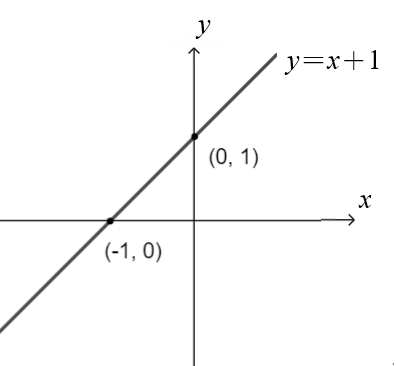 y
y=x+1
(0, 1)
x
(-1, 0)